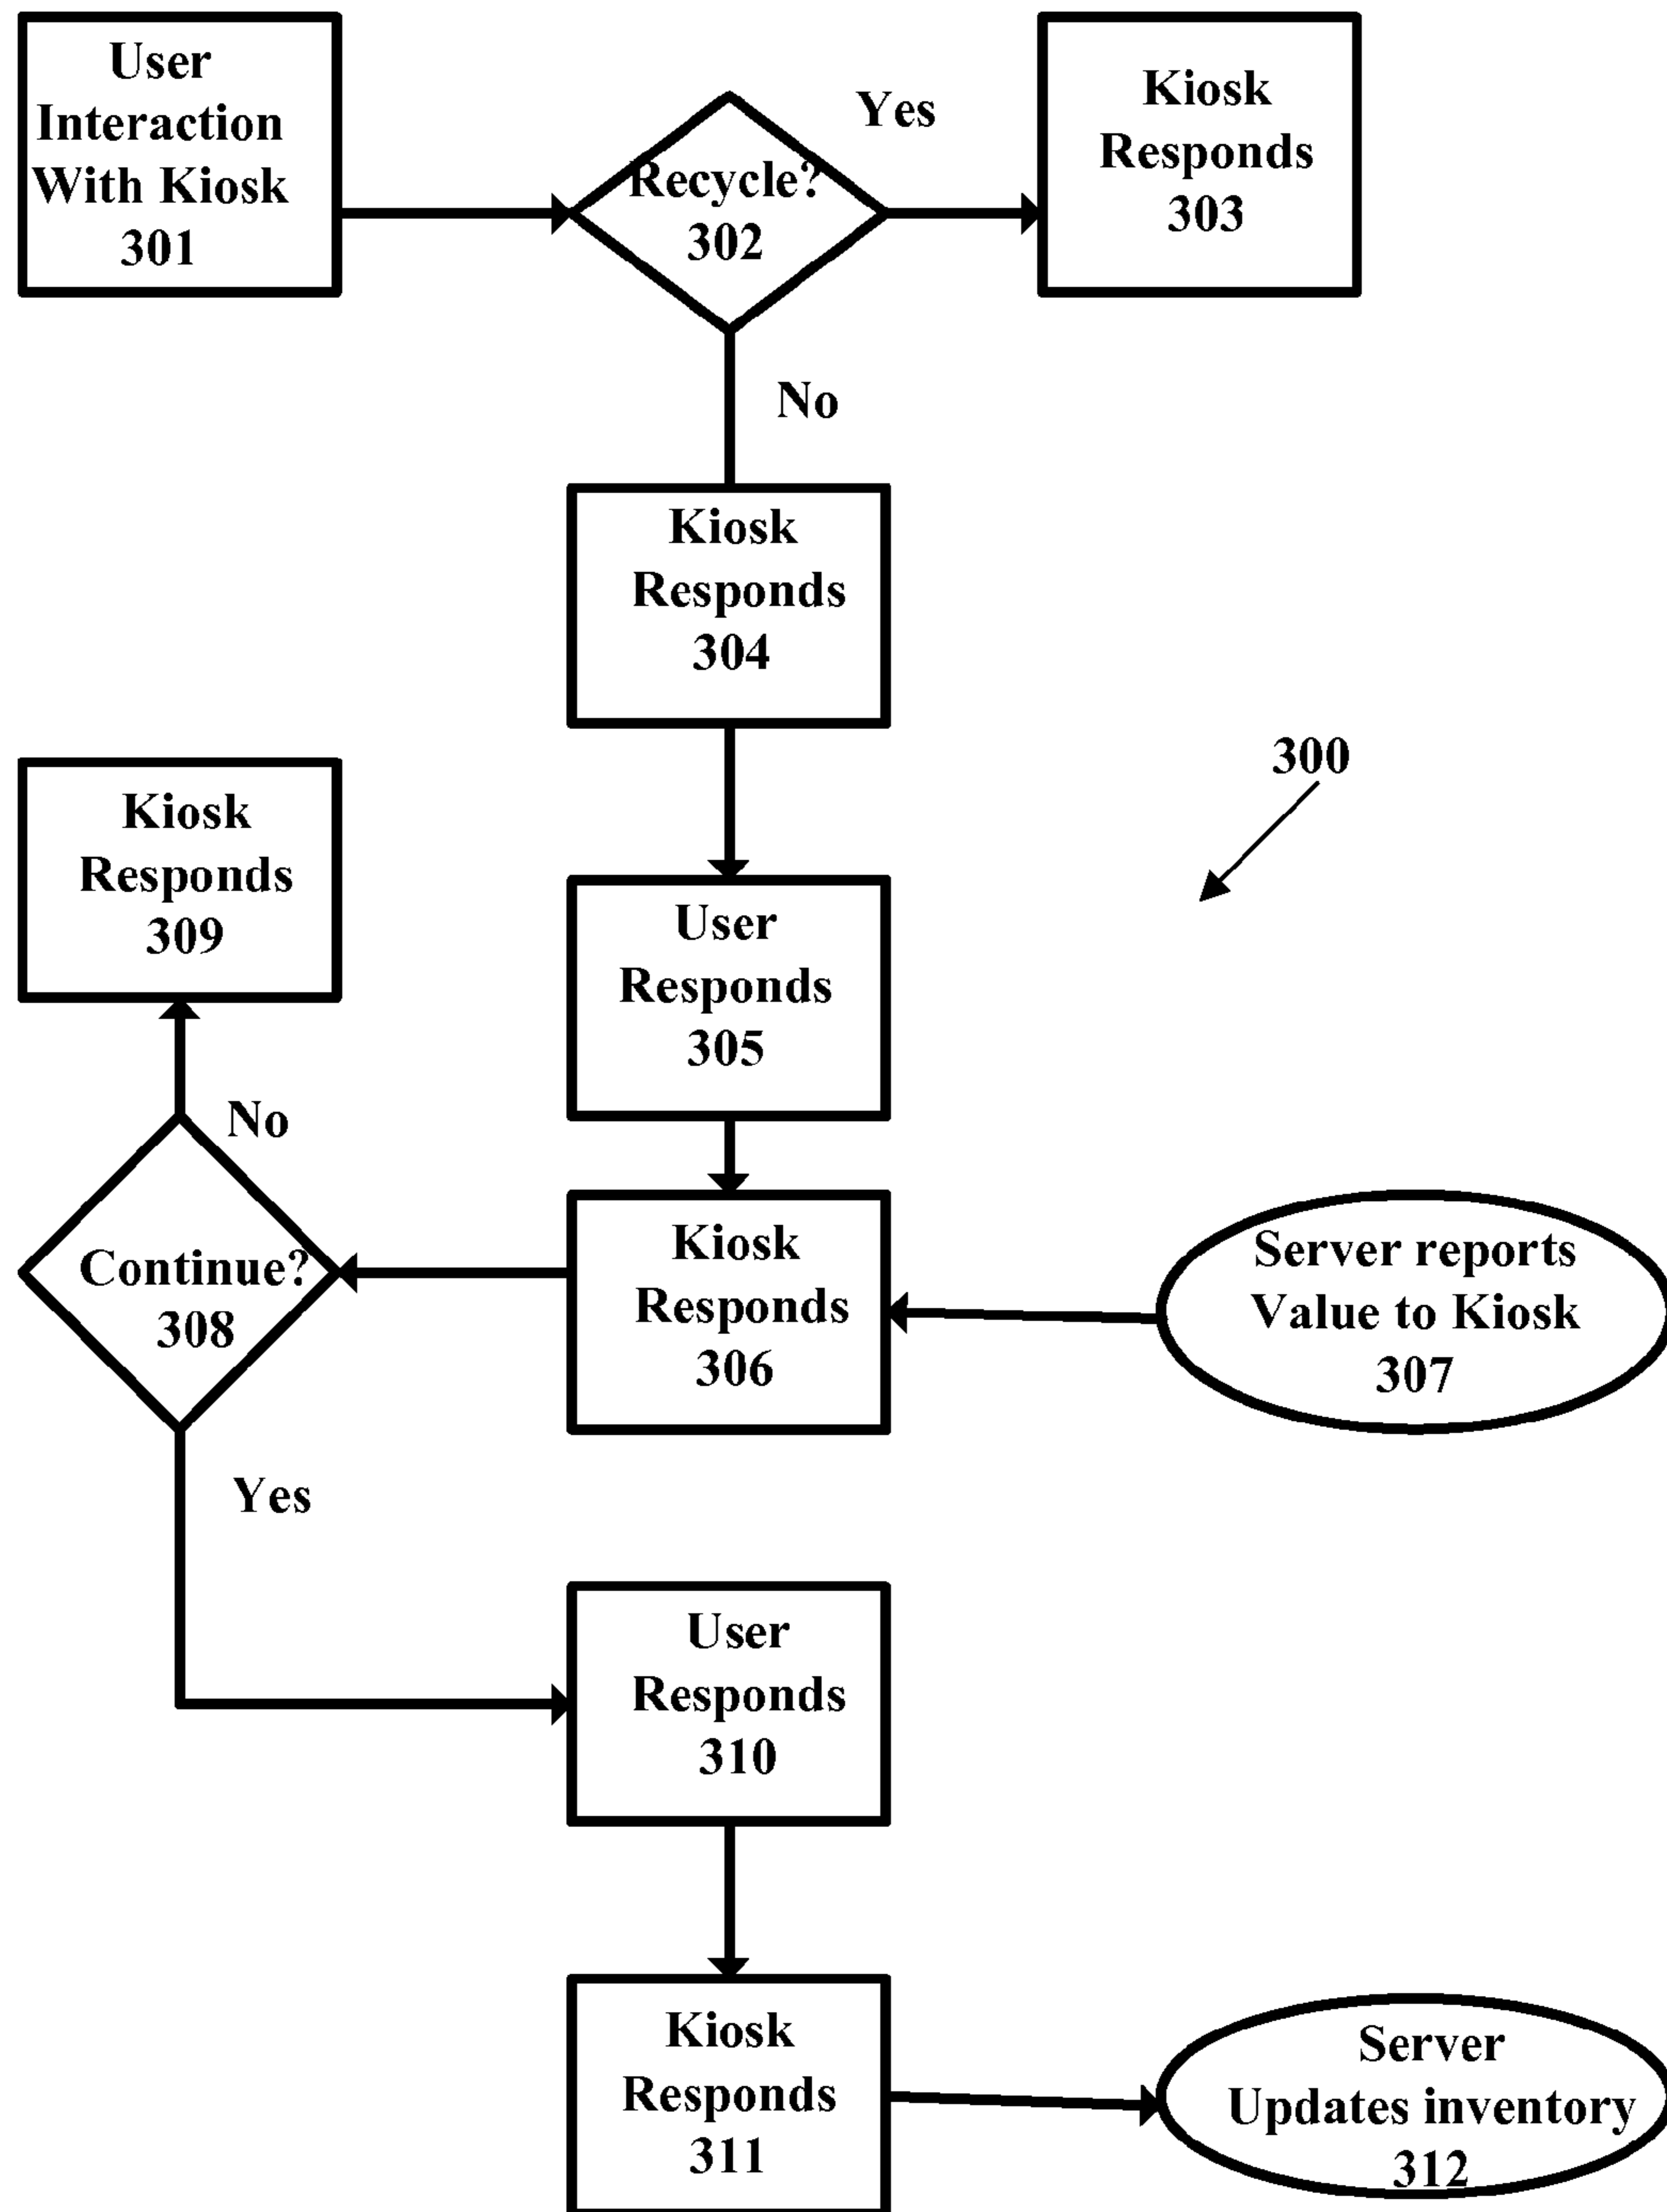 User
Interaction
With Kiosk
301
Recycle?
302
Yes
Kiosk
Responds
303
No
Kiosk
Responds
304
300
Kiosk
Responds
309
User
Responds
305
No
Continue?
308
Kiosk
Responds
306
Server reports
Value to Kiosk
307
Yes
User
Responds
310
Kiosk
Responds
311
Server
Updates inventory
312